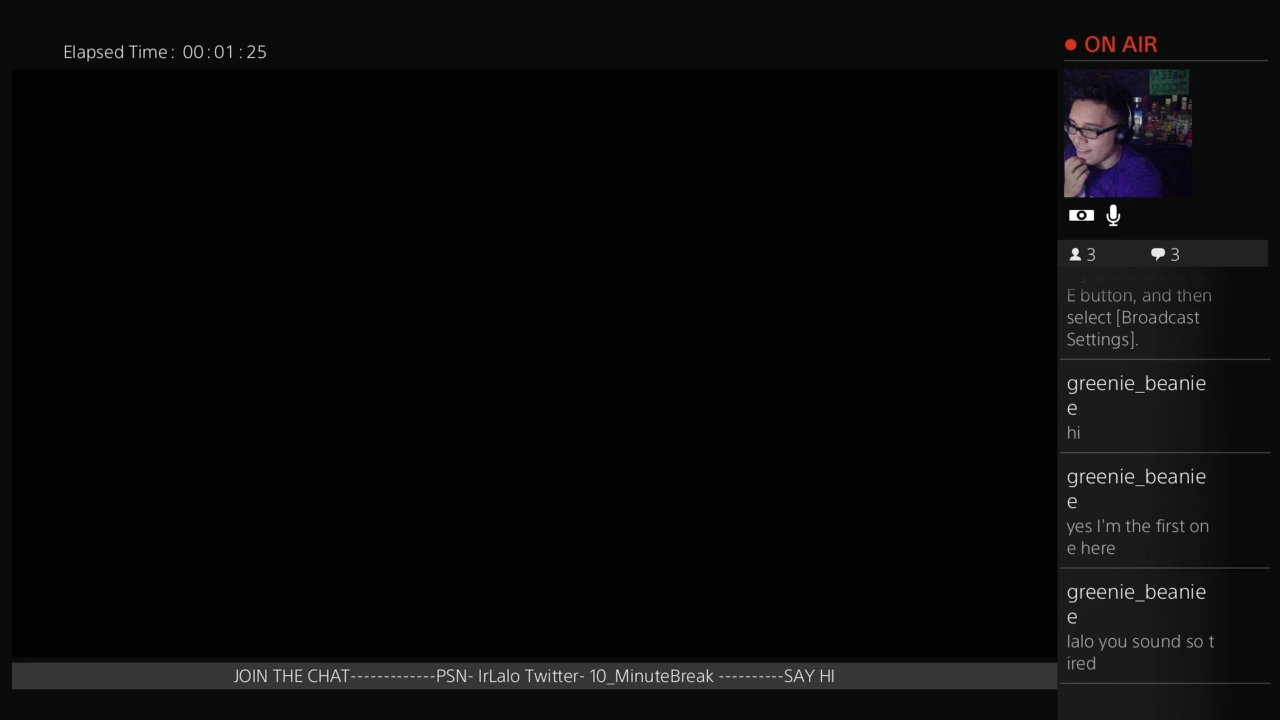 Elapsed Time: 00:01:25
ON AIR
3 3
E button, and then
select [Broadcast
Settings].
greenie_beanie
e
hi
greenie_beanie
e
yes I'm the first on
e here
greenie_beanie
e
lalo you sound so t
ired
JOIN THE CHAT-------------PSN- IrLalo Twitter- 10_MinuteBreak ----------SAY HI